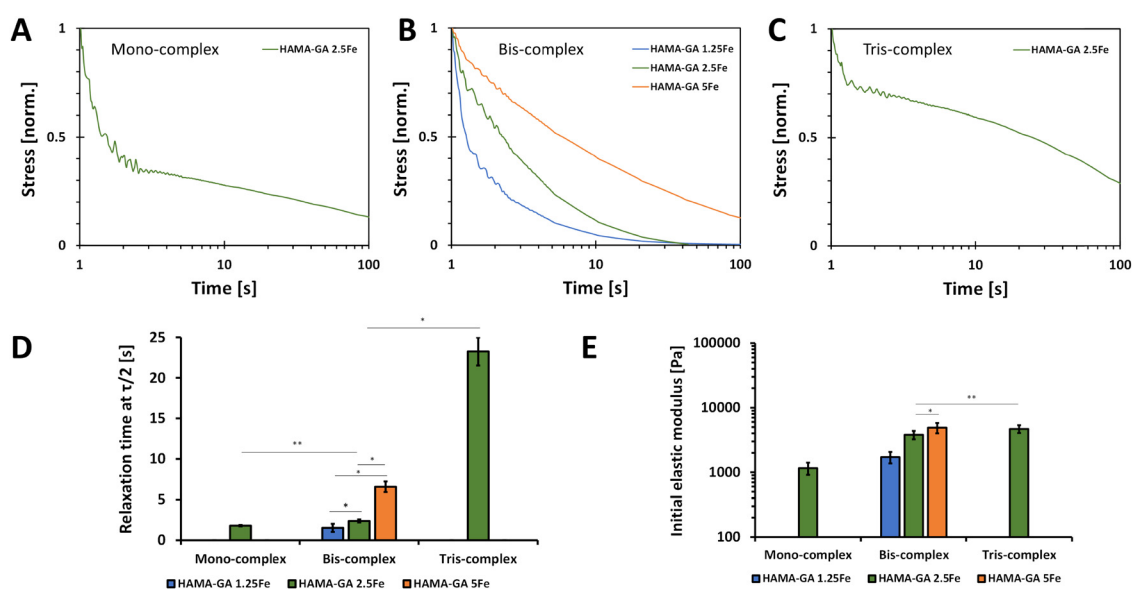 A
Mono-complex
HAMA-GA 2.5Fe
Stress [norm.]
1
0.5
0
1
10
100
Time [s]
B
Bis-complex
HAMA-GA 1.25Fe
HAMA-GA 2.5Fe
HAMA-GA 5Fe
Stress [norm.]
1
0.5
0
1
10
100
Time [s]
C
Tris-complex
HAMA-GA 2.5Fe
Stress [norm.]
1
0.5
0
1
10
100
Time [s]
D
Relaxation time at τ/2 [s]
25
20
15
10
5
0
*
**
*
*
*
Mono-complex
Bis-complex
Tris-complex
HAMA-GA 1.25Fe
HAMA-GA 2.5Fe
HAMA-GA 5Fe
E
Initial elastic modulus [Pa]
100000
10000
1000
100
**
*
Mono-complex
Bis-complex
Tris-complex
HAMA-GA 1.25Fe
HAMA-GA 2.5Fe
HAMA-GA 5Fe